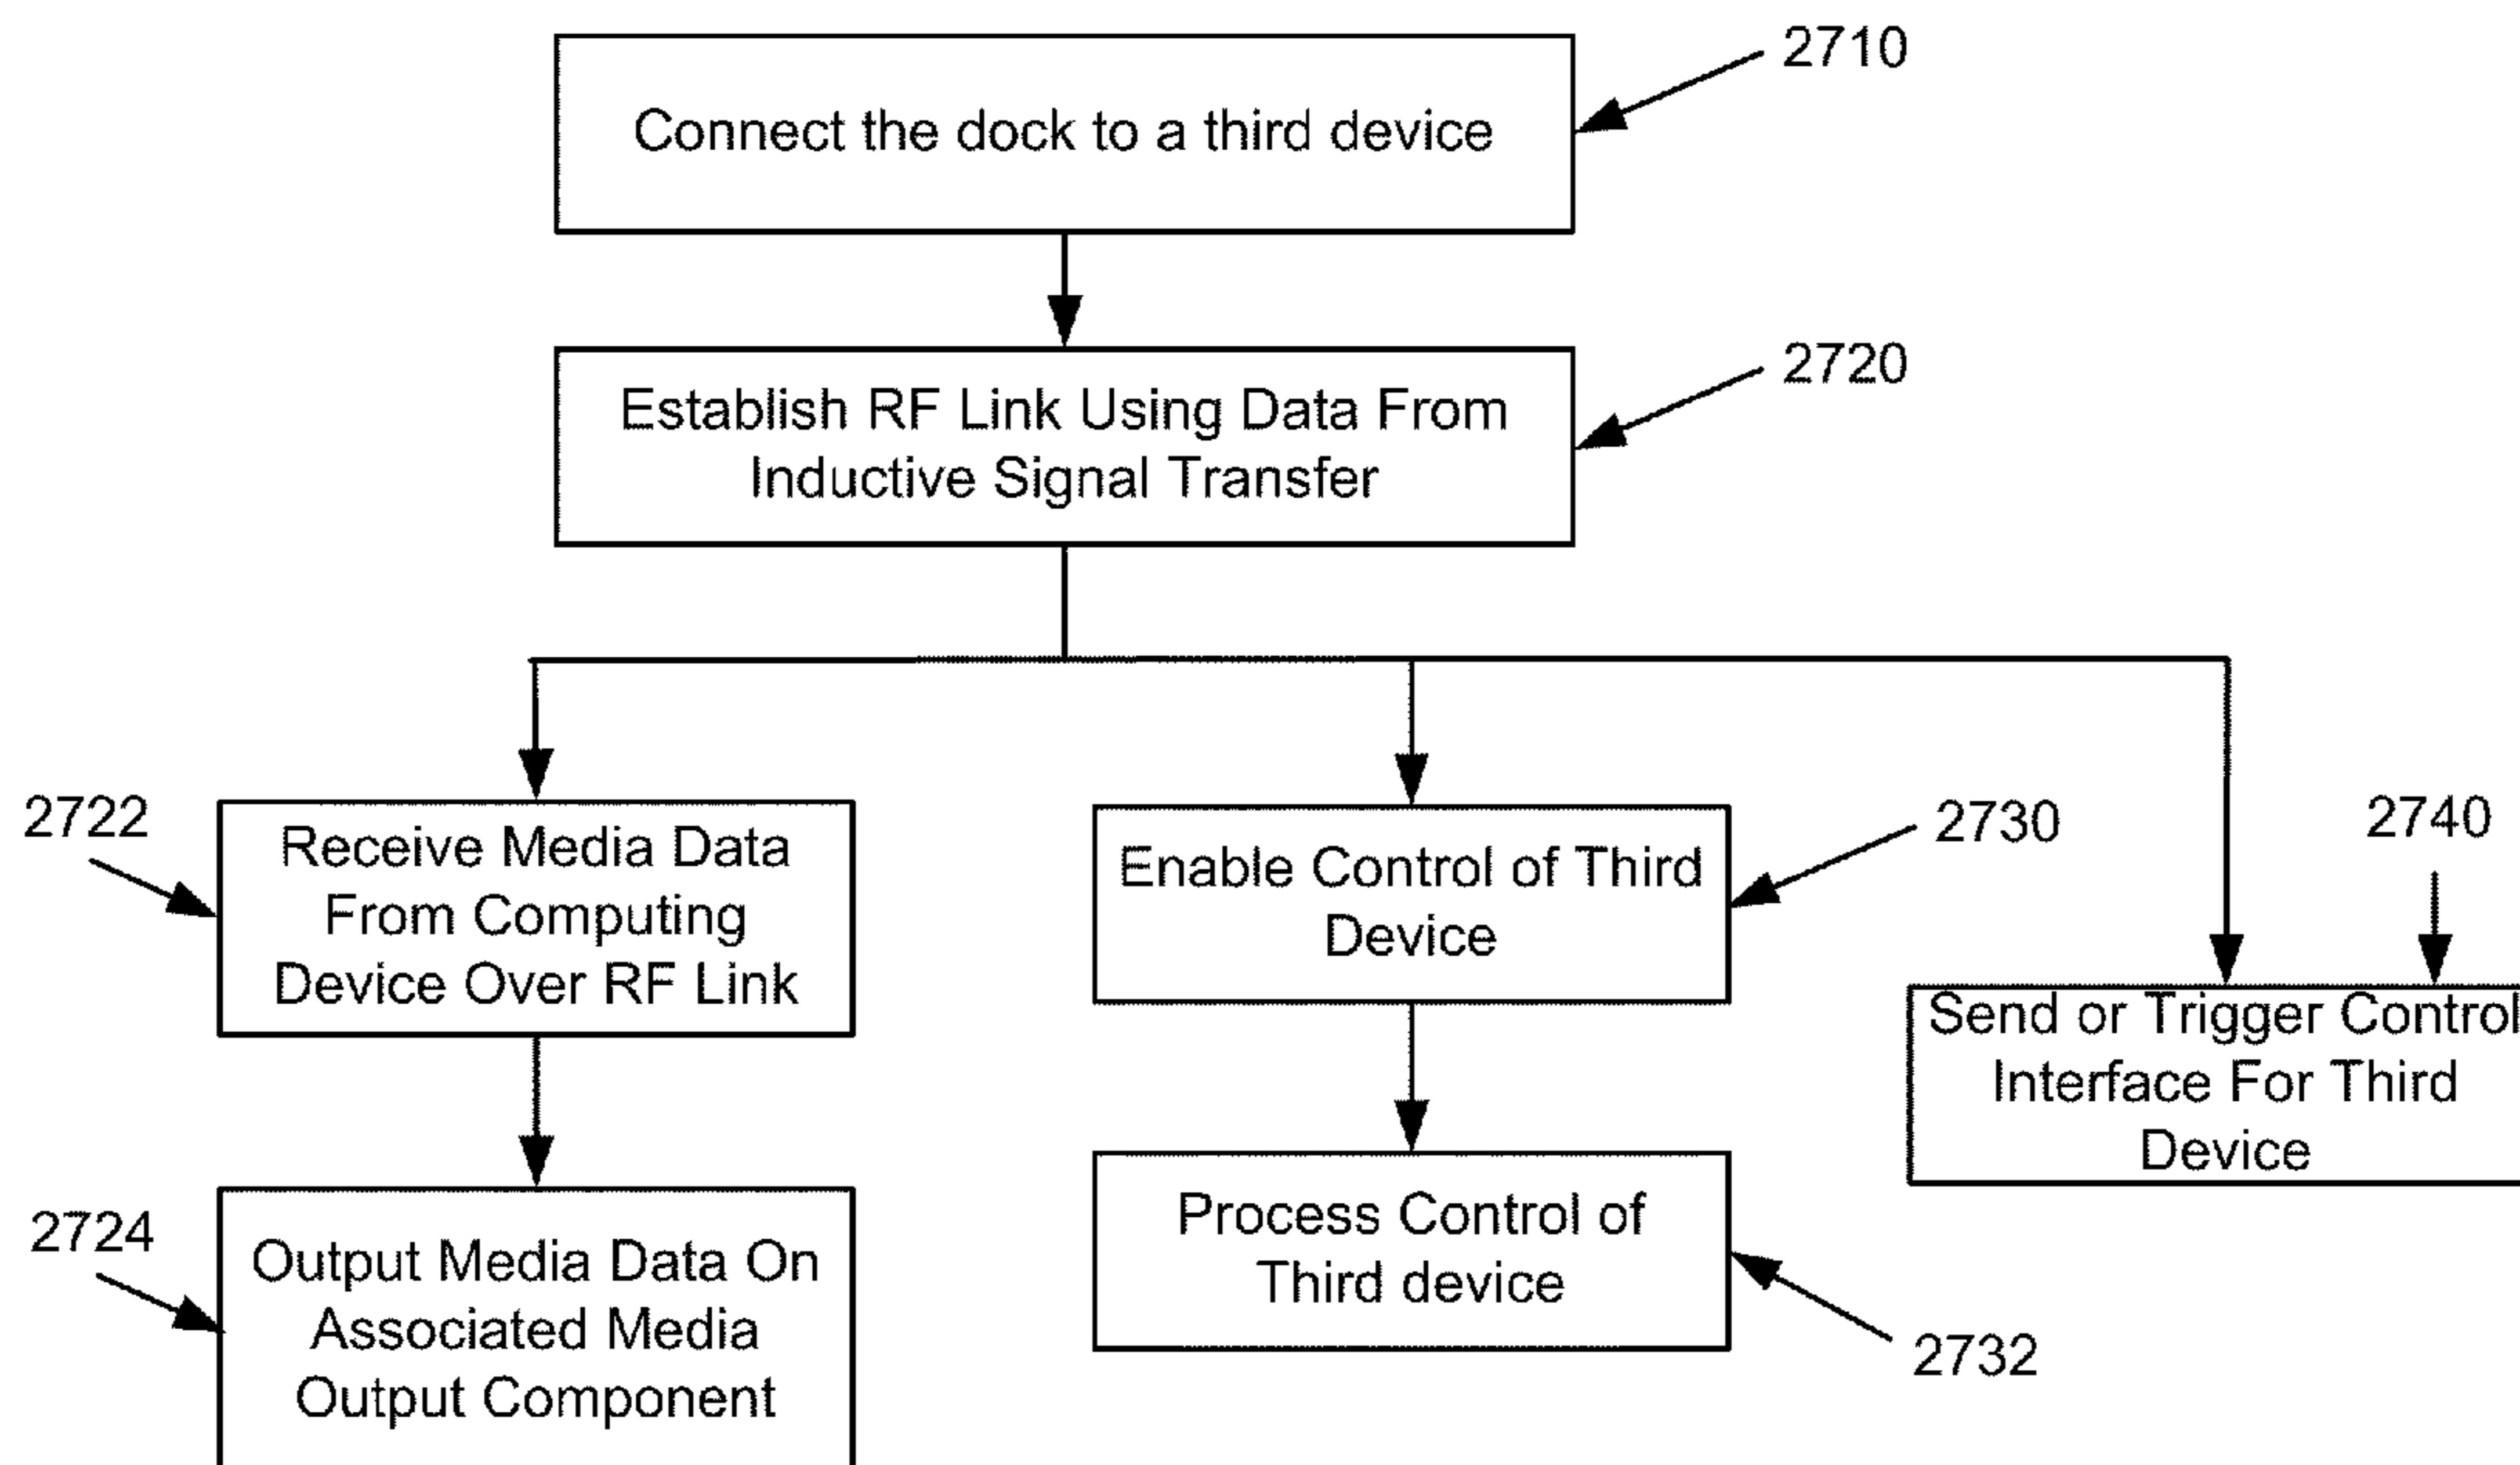 2710
Connect the dock to a third device
2720
Establish RF Link Using Data From
Inductive Signal Transfer
2722
Receive Media Data
From Computing
Device Over RF Link
2730
Enable Control of Third
Device
2740
Send or Trigger Control
Interface For Third
Device
2724
Output Media Data On
Associated Media
Output Component
Process Control of
Third device
2732